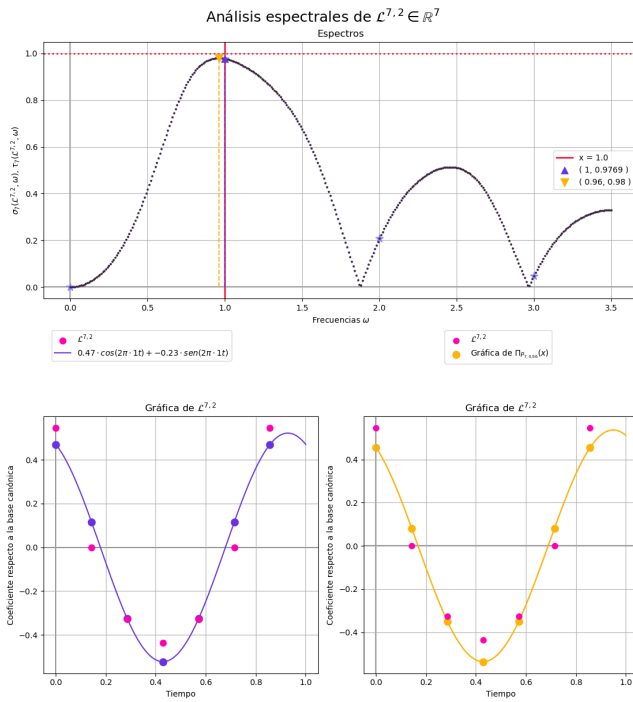 Análisis espectrales de ℒ^{7,2} ∈ ℝ^7
Espectros
1.0
0.8
0.6
0.4
0.2
0.0
σ_7(ℒ^{7,2}, ω), τ_7(ℒ^{7,2}, ω)
x = 1.0
( 1, 0.9769 )
( 0.96, 0.98 )
0.0 0.5 1.0 1.5 2.0 2.5 3.0 3.5
Frecuencias ω
ℒ^{7,2}
0.47 · cos(2π · 1t) + −0.23 · sen(2π · 1t)
ℒ^{7,2}
Gráfica de Π_{P_{7,0.96}}(x)
Gráfica de ℒ^{7,2}
Coeficiente respecto a la base canónica
0.4
0.2
0.0
−0.2
−0.4
0.0 0.2 0.4 0.6 0.8 1.0
Tiempo
Gráfica de ℒ^{7,2}
Coeficiente respecto a la base canónica
0.4
0.2
0.0
−0.2
−0.4
0.0 0.2 0.4 0.6 0.8 1.0
Tiempo